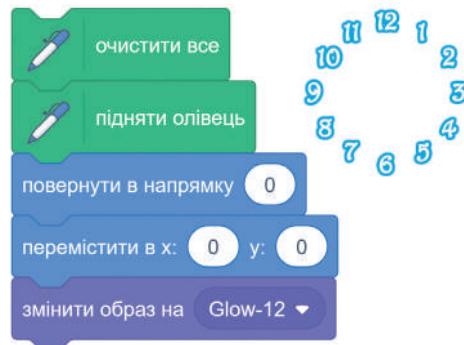 очистити все
підняти олівець
повернути в напрямку 0
перемістити в x: 0 y: 0
змінити образ на Glow-12
12
11 1
10 2
9 3
8 4
7 5
6